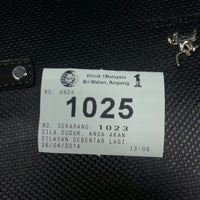 Klinik 1Malaysia
Sri Watan, Ampang
1
NO. ANDA :
1025
NO. SEKARANG: 1023
SILA DUDUK. ANDA AKAN
DILAYAN SEBENTAR LAGI.
26/04/2014 13:09